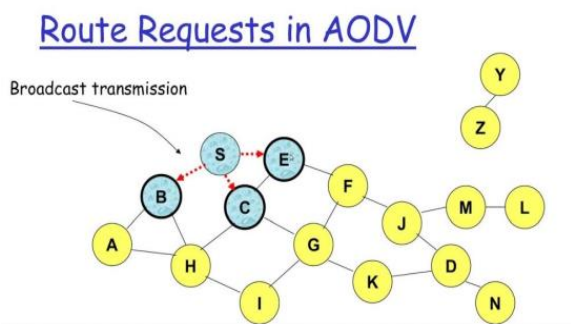 Route Requests in AODV
Y
Broadcast transmission
Z
S
E
F
B
C
M
L
J
A
G
H
D
K
I
N